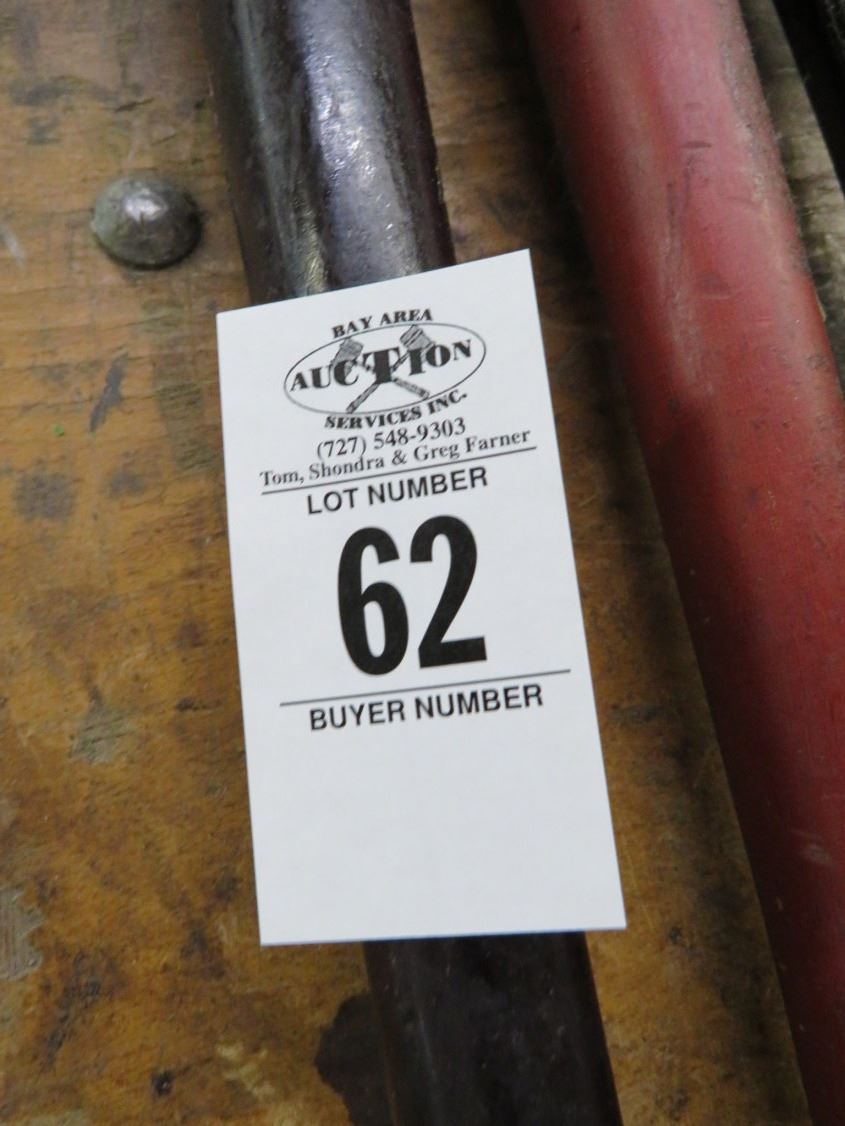 BAY AREA
AUCTION
SERVICES INC.
(727) 548-9303
Tom, Shondra & Greg Farner
LOT NUMBER
62
BUYER NUMBER